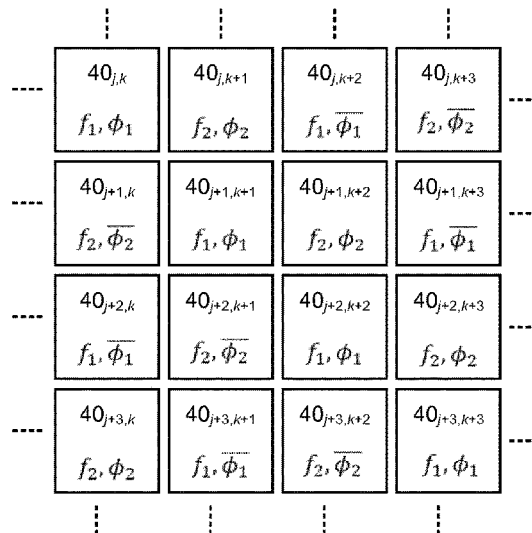 40j,k 40j,k+1 40j,k+2 40j,k+3
f₁, ϕ₁ f₂, ϕ₂ f₁, ϕ̅₁̅ f₂, ϕ̅₂̅
40j+1,k 40j+1,k+1 40j+1,k+2 40j+1,k+3
f₂, ϕ̅₂̅ f₁, ϕ₁ f₂, ϕ₂ f₁, ϕ̅₁̅
40j+2,k 40j+2,k+1 40j+2,k+2 40j+2,k+3
f₁, ϕ̅₁̅ f₂, ϕ̅₂̅ f₁, ϕ₁ f₂, ϕ₂
40j+3,k 40j+3,k+1 40j+3,k+2 40j+3,k+3
f₂, ϕ₂ f₁, ϕ̅₁̅ f₂, ϕ̅₂̅ f₁, ϕ₁